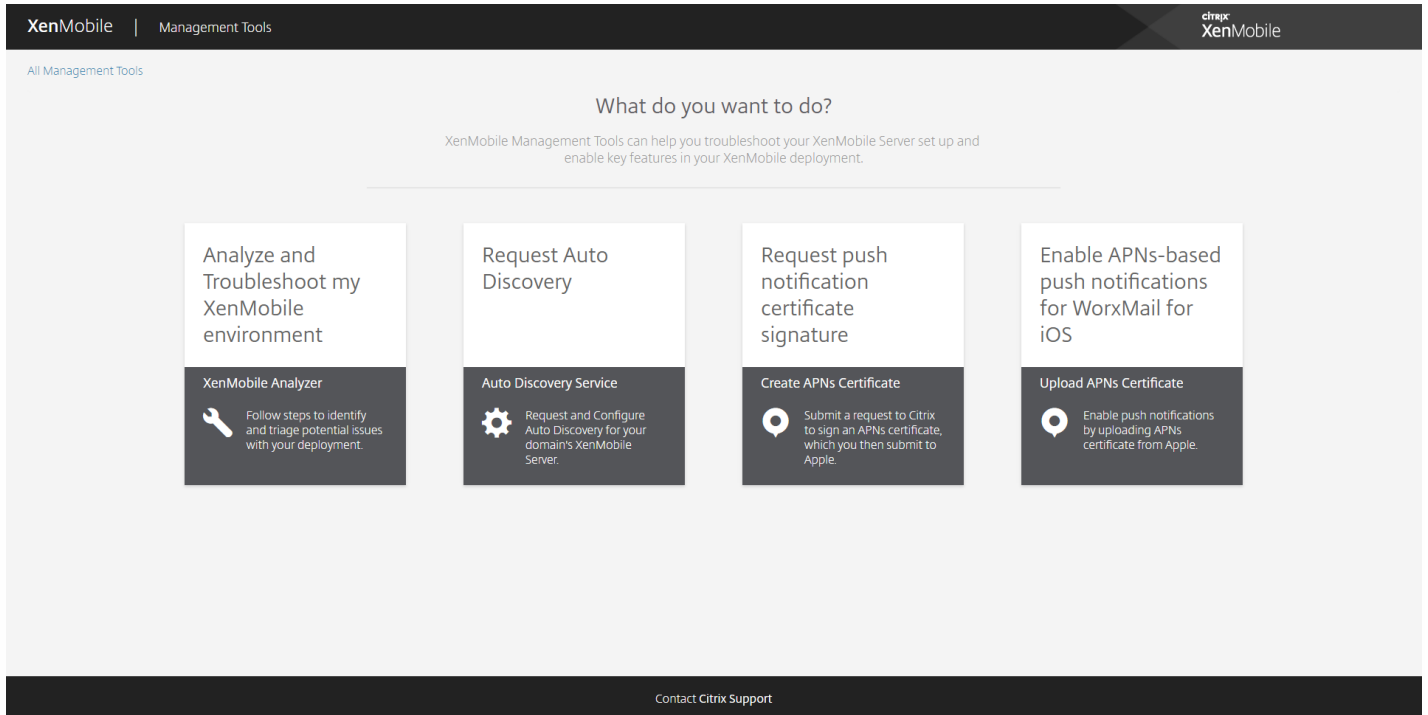 XenMobile | Management Tools
citrix
XenMobile
All Management Tools
What do you want to do?
XenMobile Management Tools can help you troubleshoot your XenMobile Server set up and
enable key features in your XenMobile deployment.
Analyze and
Troubleshoot my
XenMobile
environment
XenMobile Analyzer
Follow steps to identify
and triage potential issues
with your deployment.
Request Auto
Discovery
Auto Discovery Service
Request and Configure
Auto Discovery for your
domain's XenMobile
Server.
Request push
notification
certificate
signature
Create APNs Certificate
Submit a request to Citrix
to sign an APNs certificate,
which you then submit to
Apple.
Enable APNs-based
push notifications
for WorxMail for
iOS
Upload APNs Certificate
Enable push notifications
by uploading APNs
certificate from Apple.
Contact Citrix Support